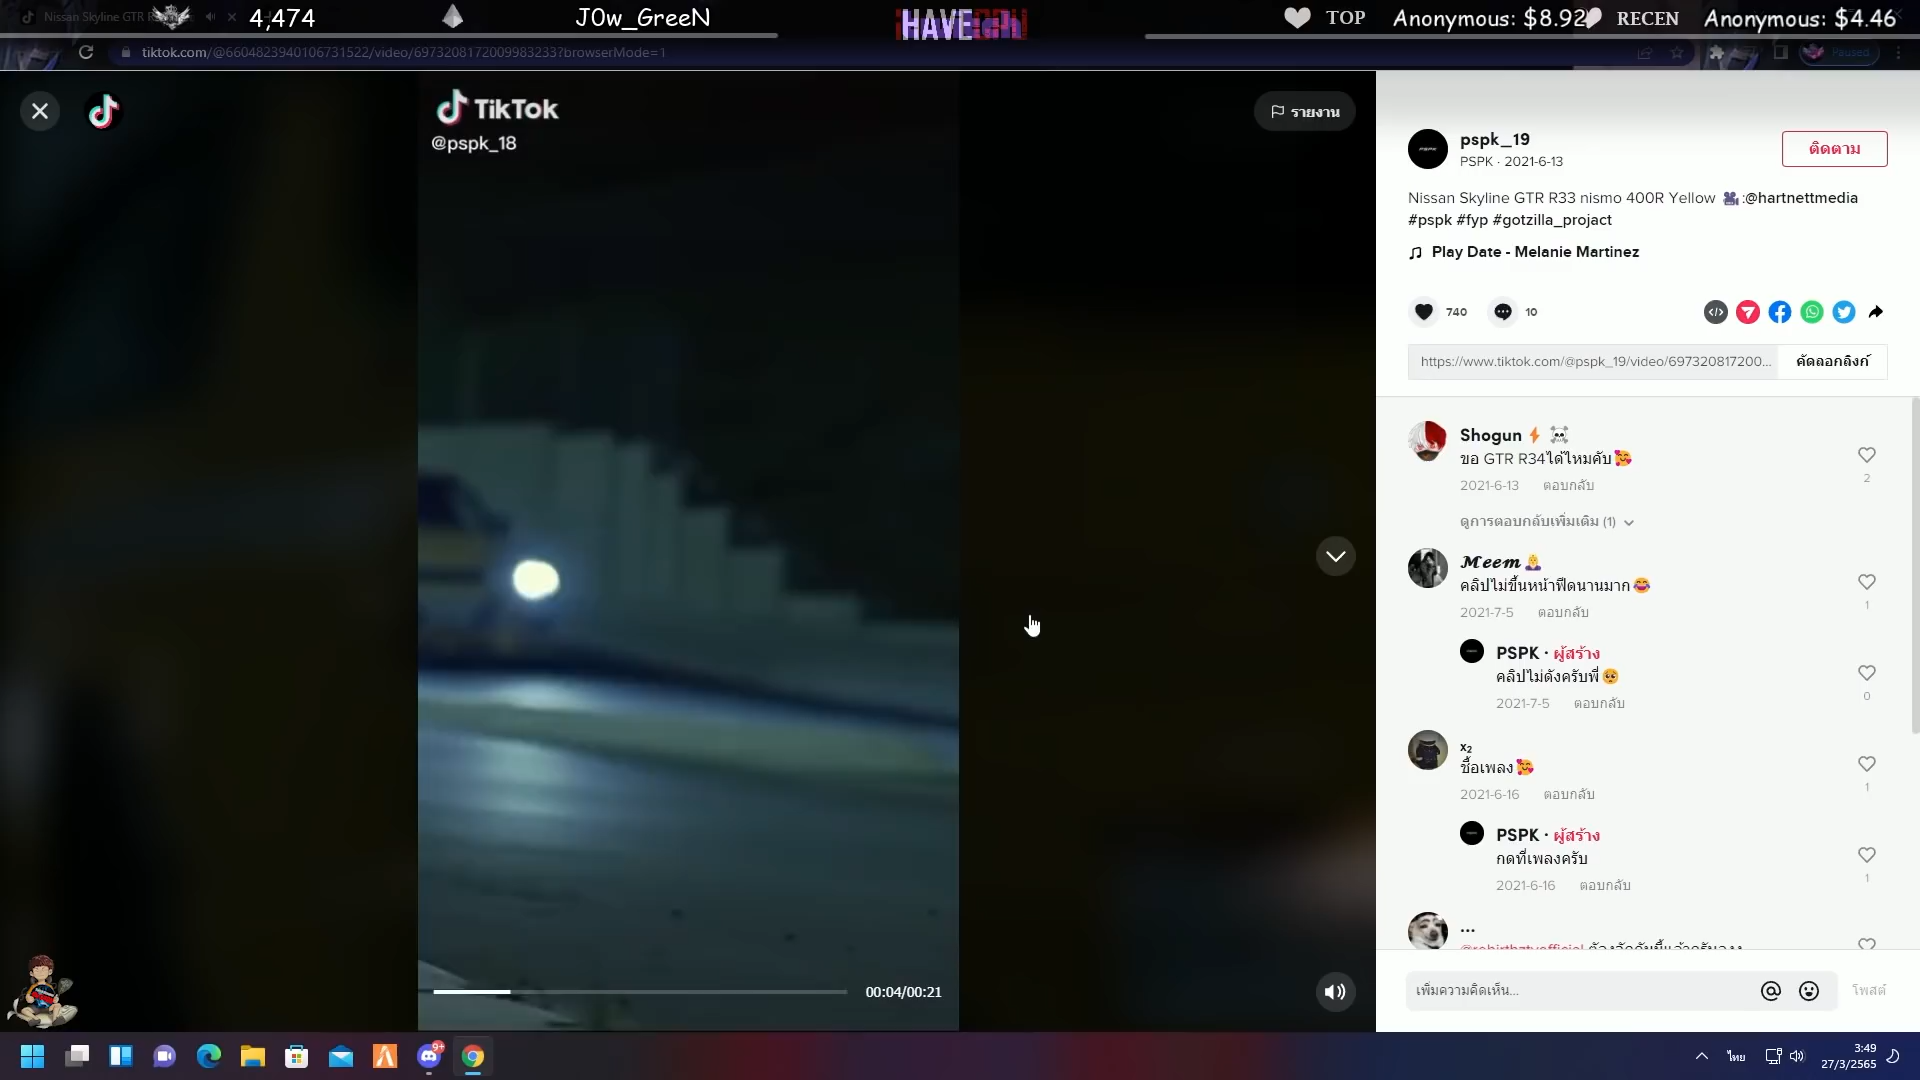 4,474
J0w_GreeN
HAVE
TOP
Anonymous: $8.92
RECEN
Anonymous: $4.46
Nissan Skyline GTR R
tiktok.com/@6604823940106731522/video/6973208172009983233?browserMode=1
Paused
TikTok
@pspk_18
รายงาน
00:04/00:21
pspk_19
PSPK · 2021-6-13
ติดตาม
Nissan Skyline GTR R33 nismo 400R Yellow 🎥:@hartnettmedia
#pspk #fyp #gotzilla_projact
Play Date - Melanie Martinez
740
10
https://www.tiktok.com/@pspk_19/video/697320817200...
คัดลอกลิงก์
Shogun⚡☠
ขอ GTR R34ได้ไหมคับ🥰
2021-6-13 ตอบกลับ
2
ดูการตอบกลับเพิ่มเติม (1)
𝓜𝓮𝓮𝓶
คลิปไม่ขึ้นหน้าฟีดนานมาก😂
2021-7-5 ตอบกลับ
1
PSPK · ผู้สร้าง
คลิปไม่ดังครับพี่🥺
2021-7-5 ตอบกลับ
0
x₂
ชื่อเพลง🥰
2021-6-16 ตอบกลับ
1
PSPK · ผู้สร้าง
กดที่เพลงครับ
2021-6-16 ตอบกลับ
1
...
เพิ่มความคิดเห็น...
โพสต์
9+
ไทย
3:49
27/3/2565